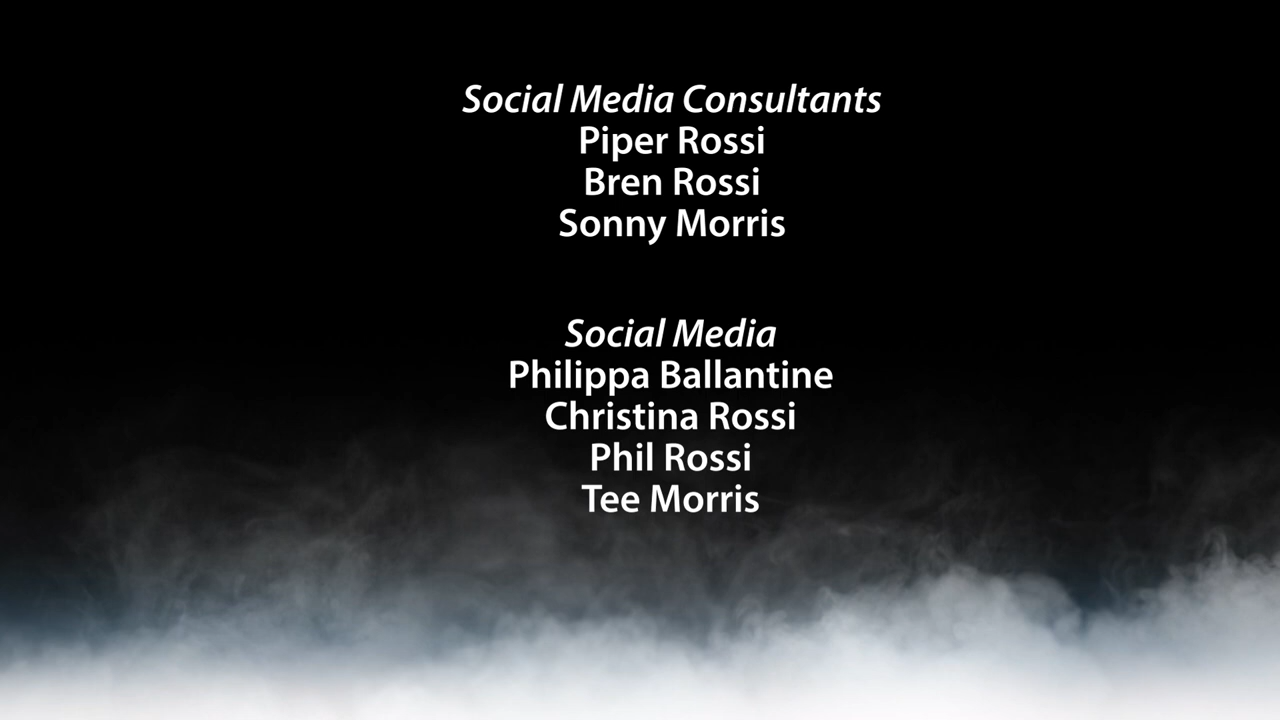 Social Media Consultants
Piper Rossi
Bren Rossi
Sonny Morris
Social Media
Philippa Ballantine
Christina Rossi
Phil Rossi
Tee Morris